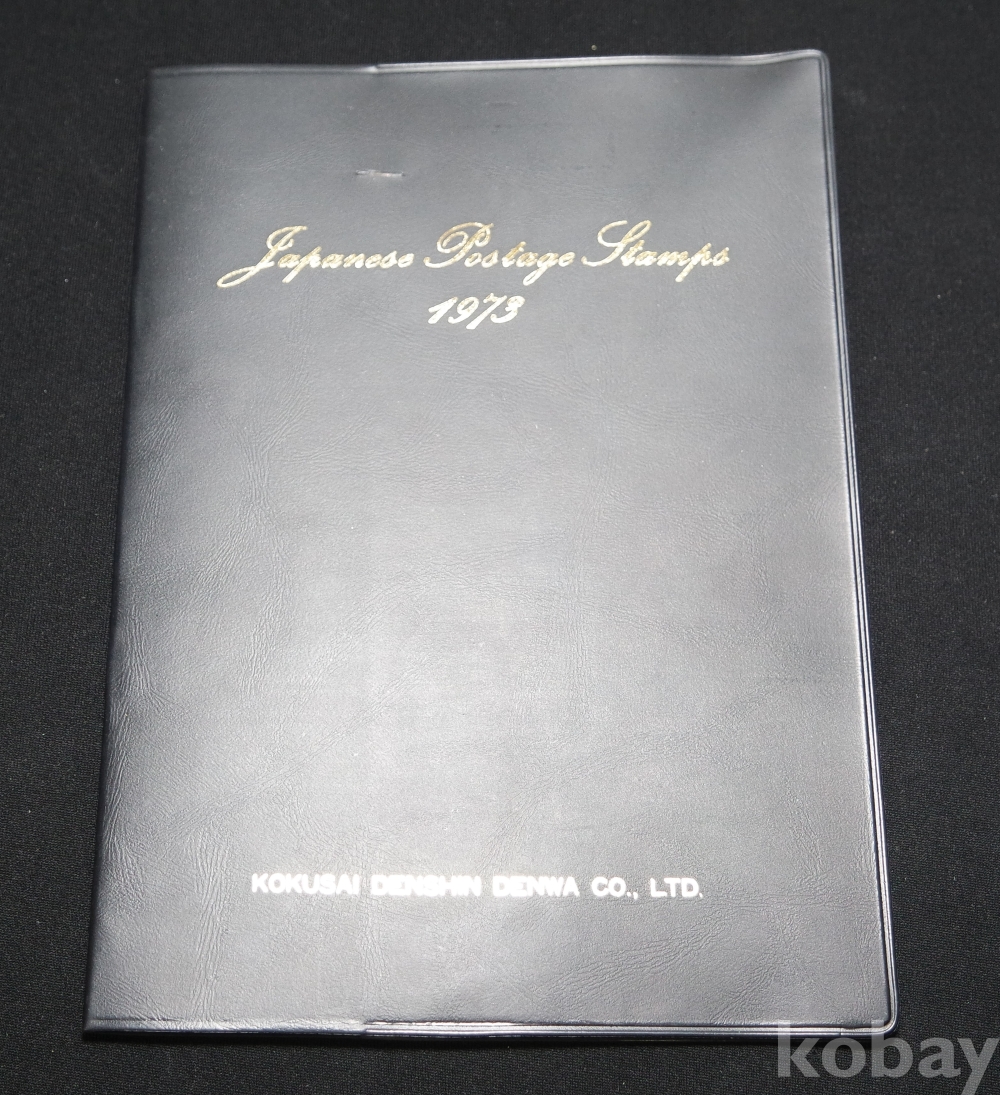 Japanese Postage Stamps
1973
KOKUSAI DENSHIN DENWA CO., LTD.
kobay